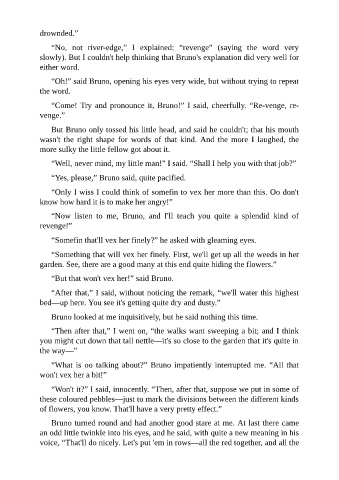 drownded.”
“No, not river-edge,” I explained: “revenge” (saying the word very
slowly). But I couldn't help thinking that Bruno's explanation did very well for
either word.
“Oh!” said Bruno, opening his eyes very wide, but without trying to repeat
the word.
“Come! Try and pronounce it, Bruno!” I said, cheerfully. “Re-venge, re-
venge.”
But Bruno only tossed his little head, and said he couldn't; that his mouth
wasn't the right shape for words of that kind. And the more I laughed, the
more sulky the little fellow got about it.
“Well, never mind, my little man!” I said. “Shall I help you with that job?”
“Yes, please,” Bruno said, quite pacified.
“Only I wiss I could think of somefin to vex her more than this. Oo don't
know how hard it is to make her angry!”
“Now listen to me, Bruno, and I'll teach you quite a splendid kind of
revenge!”
“Somefin that'll vex her finely?” he asked with gleaming eyes.
“Something that will vex her finely. First, we'll get up all the weeds in her
garden. See, there are a good many at this end quite hiding the flowers.”
“But that won't vex her!” said Bruno.
“After that,” I said, without noticing the remark, “we'll water this highest
bed—up here. You see it's getting quite dry and dusty.”
Bruno looked at me inquisitively, but he said nothing this time.
“Then after that,” I went on, “the walks want sweeping a bit; and I think
you might cut down that tall nettle—it's so close to the garden that it's quite in
the way—”
“What is oo talking about?” Bruno impatiently interrupted me. “All that
won't vex her a bit!”
“Won't it?” I said, innocently. “Then, after that, suppose we put in some of
these coloured pebbles—just to mark the divisions between the different kinds
of flowers, you know. That'll have a very pretty effect.”
Bruno turned round and had another good stare at me. At last there came
an odd little twinkle into his eyes, and he said, with quite a new meaning in his
voice, “That'll do nicely. Let's put 'em in rows—all the red together, and all the